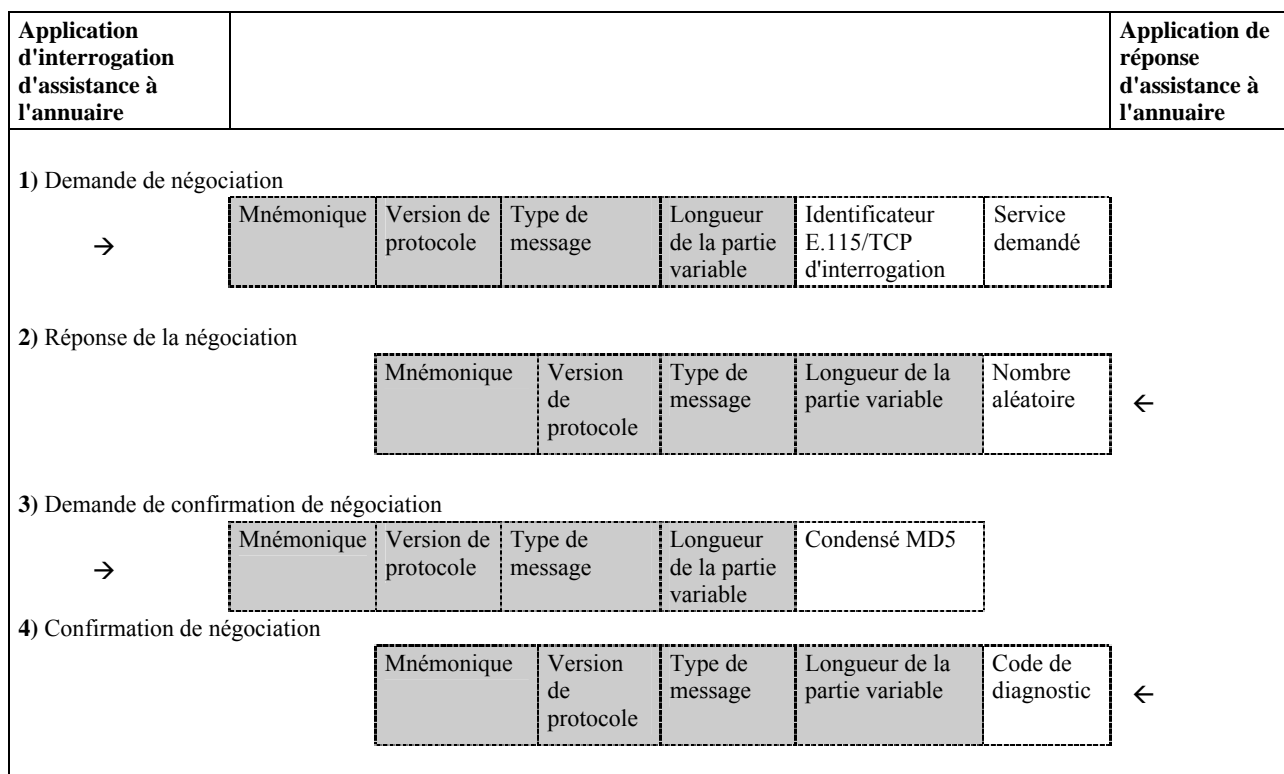 Application
d'interrogation
d'assistance à
l'annuaire
Application de
réponse
d'assistance à
l'annuaire
1) Demande de négociation
→
Mnémonique
Version de
protocole
Type de
message
Longueur
de la partie
variable
Identificateur
E.115/TCP
d'interrogation
Service
demandé
2) Réponse de la négociation
Mnémonique
Version
de
protocole
Type de
message
Longueur de la
partie variable
Nombre
aléatoire
←
3) Demande de confirmation de négociation
→
Mnémonique
Version de
protocole
Type de
message
Longueur
de la partie
variable
Condensé MD5
4) Confirmation de négociation
Mnémonique
Version
de
protocole
Type de
message
Longueur de la
partie variable
Code de
diagnostic
←